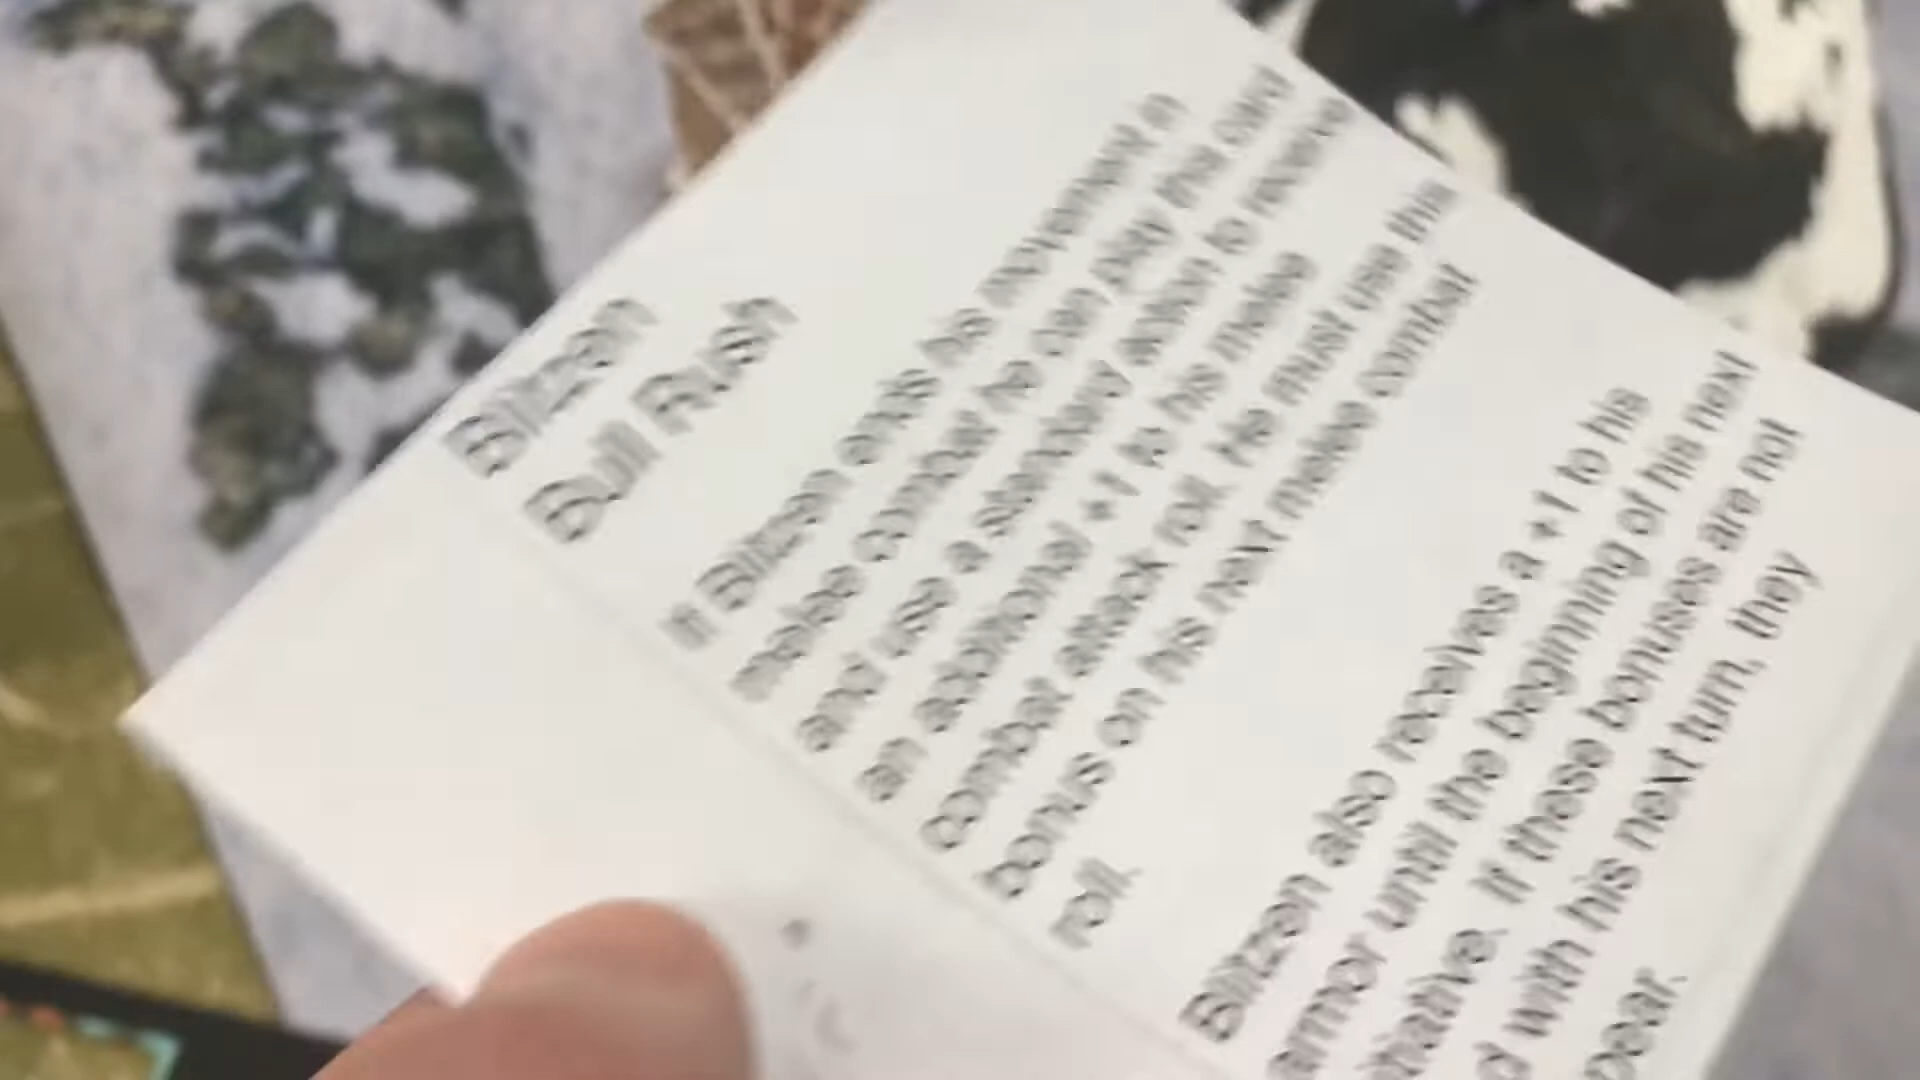 Blitzen
Bull Rush
If Blitzen ends his movement in
melee combat he can play this card
and use a standard action to receive
an additional +1 to his melee
combat attack roll. He must use this
bonus on his next melee combat
roll.
Blitzen also receives a +1 to his
armor until the beginning of his next
If these bonuses are not
with his next turn, they